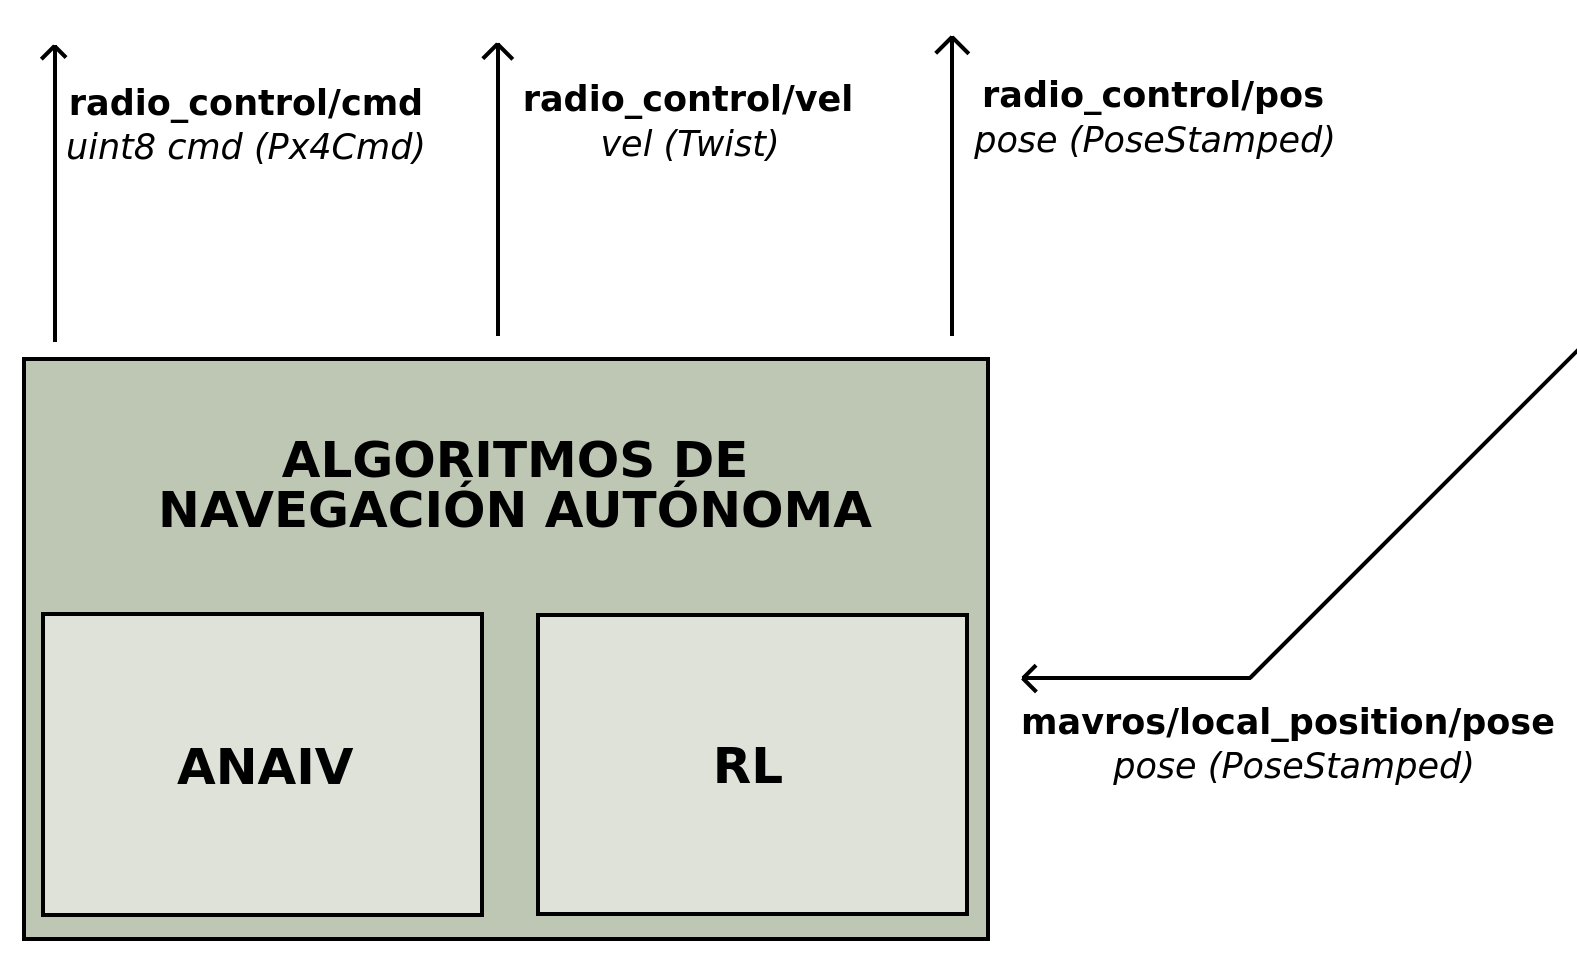 radio_control/cmd
uint8 cmd (Px4Cmd)
radio_control/vel
vel (Twist)
radio_control/pos
pose (PoseStamped)
ALGORITMOS DE
NAVEGACIÓN AUTÓNOMA
ANAIV
RL
mavros/local_position/pose
pose (PoseStamped)